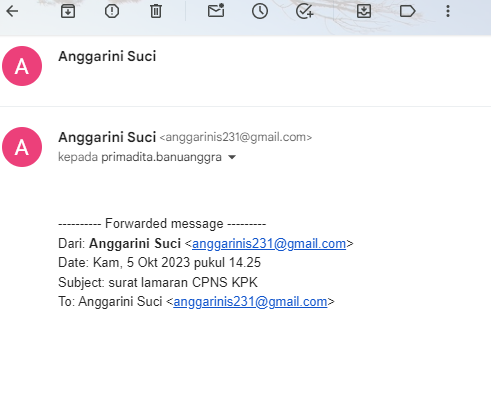 Anggarini Suci
A
Anggarini Suci <anggarinis231@gmail.com>
A
kepada primadita.banuanggra
---------- Forwarded message ---------
Dari: Anggarini Suci <anggarinis231@gmail.com>
Date: Kam, 5 Okt 2023 pukul 14.25
Subject: surat lamaran CPNS KPK
To: Anggarini Suci <anggarinis231@gmail.com>